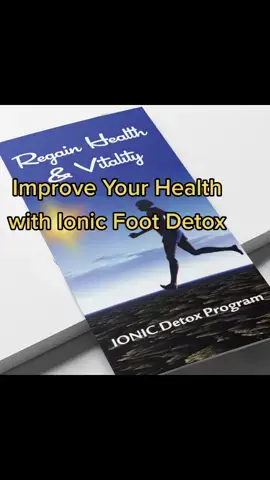 Regain Health
& Vitality
Improve Your Health
with Ionic Foot Detox
IONIC Detox Program